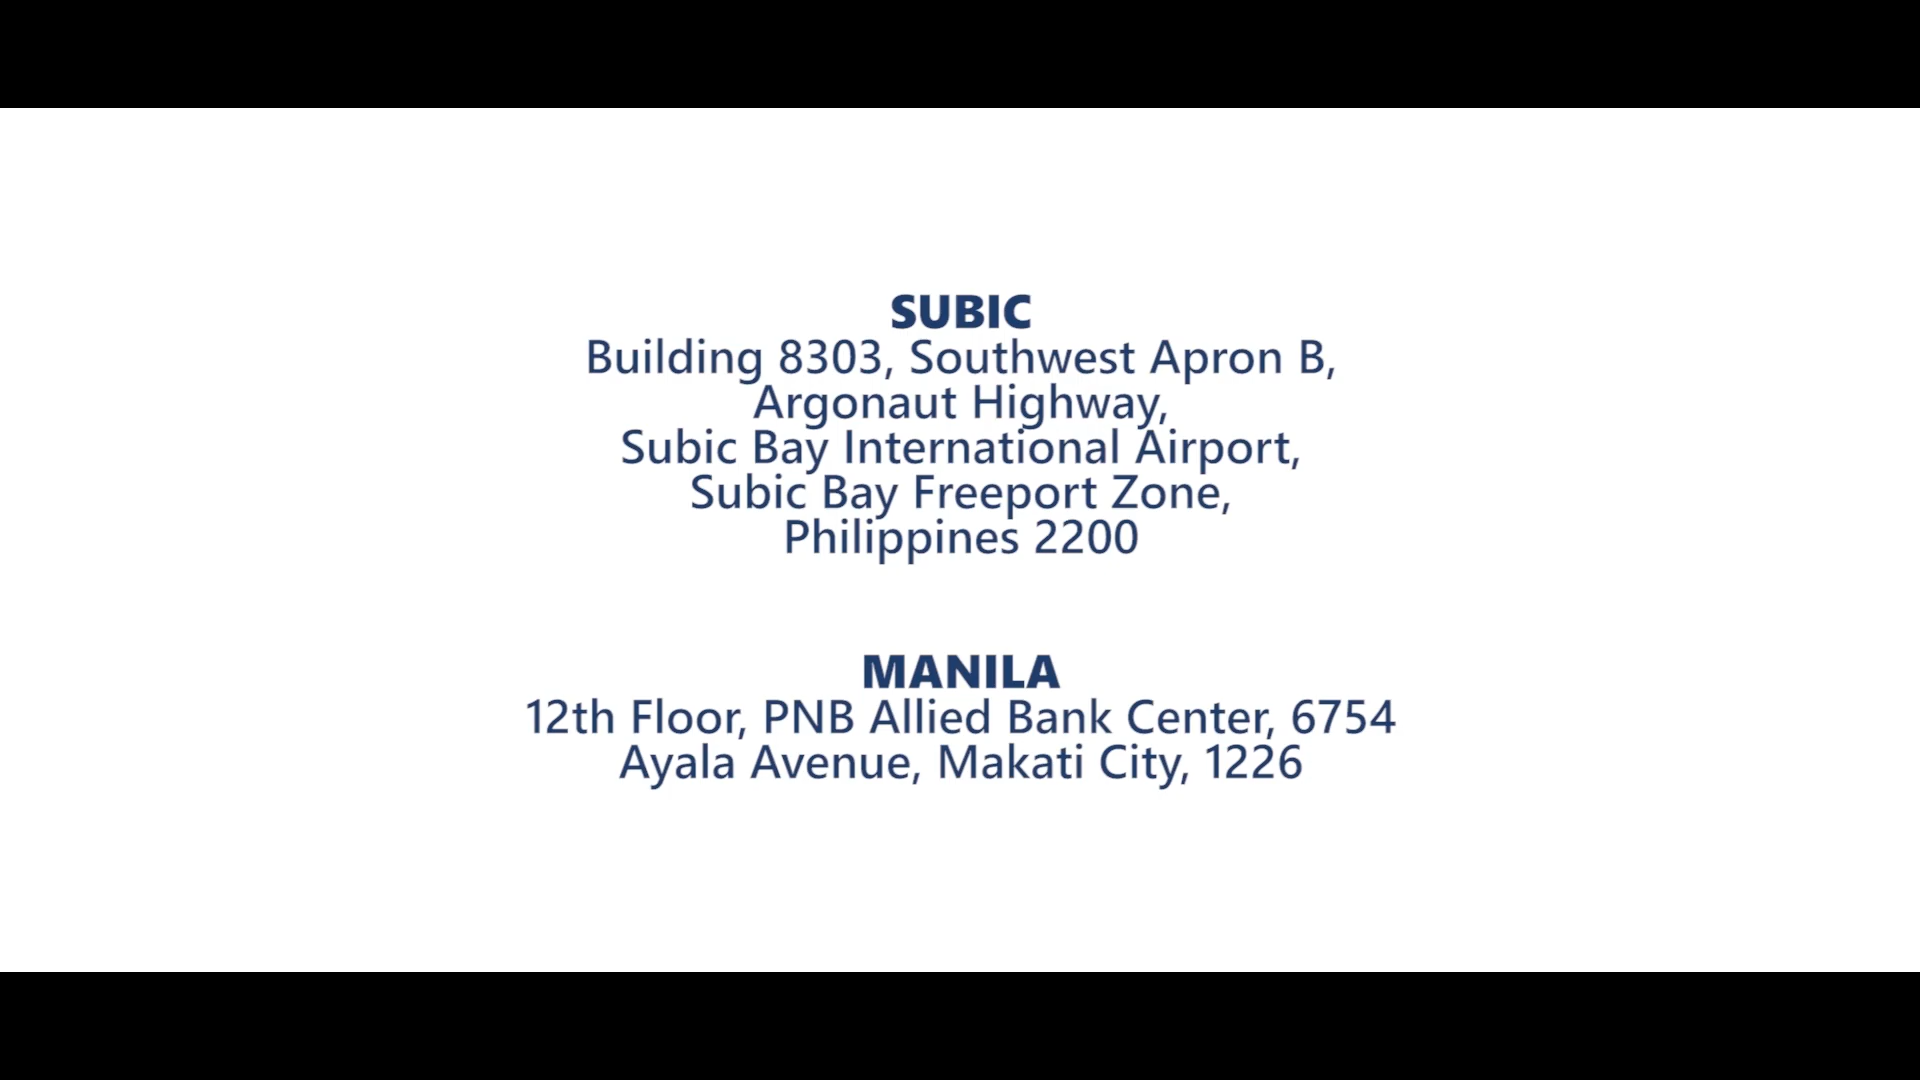 SUBIC
Building 8303, Southwest Apron B,
Argonaut Highway,
Subic Bay International Airport,
Subic Bay Freeport Zone,
Philippines 2200
MANILA
12th Floor, PNB Allied Bank Center, 6754
Ayala Avenue, Makati City, 1226